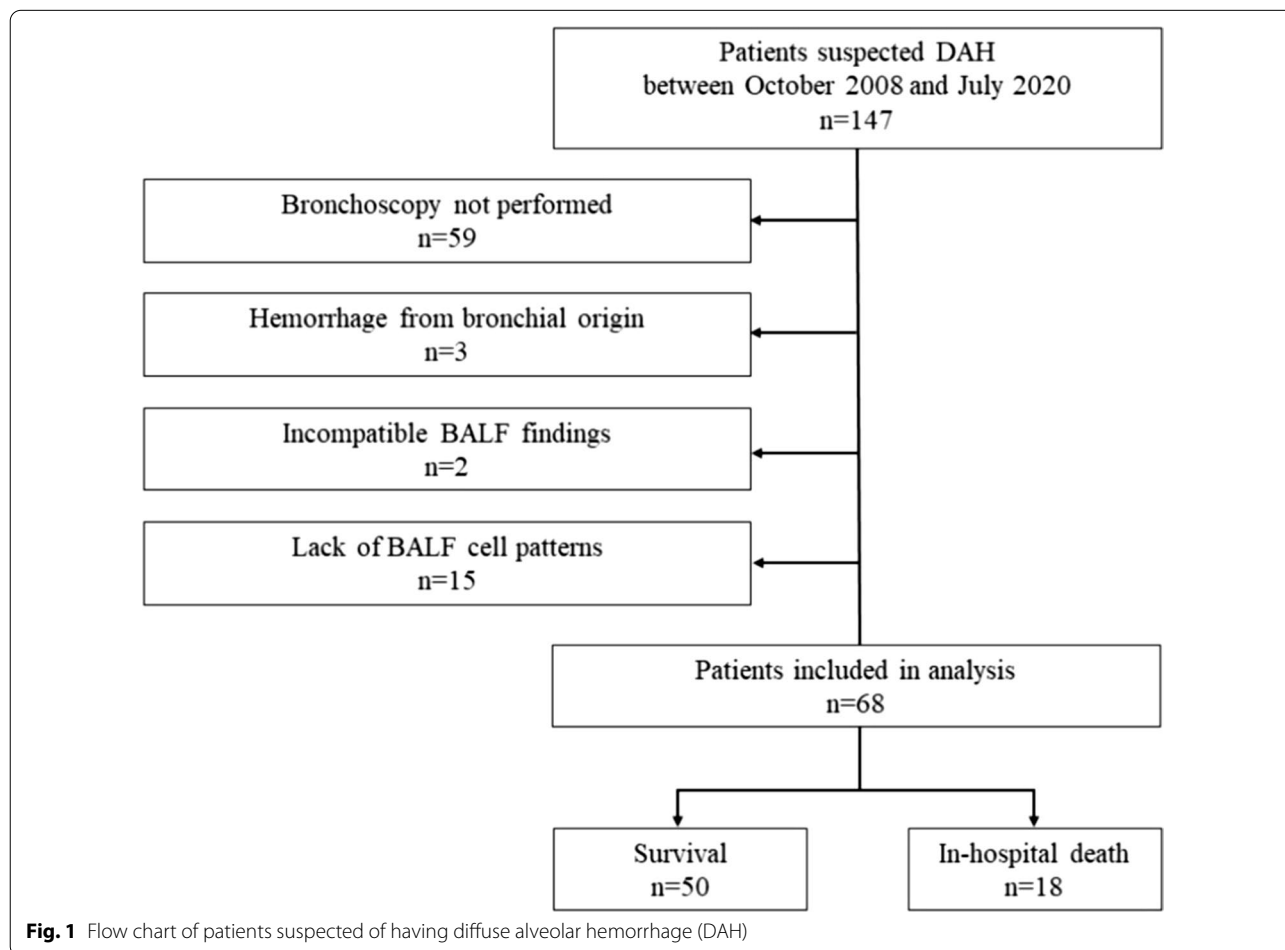 Patients suspected DAH
between October 2008 and July 2020
n=147
Bronchoscopy not performed
n=59
Hemorrhage from bronchial origin
n=3
Incompatible BALF findings
n=2
Lack of BALF cell patterns
n=15
Patients included in analysis
n=68
Survival
n=50
In-hospital death
n=18
Fig. 1 Flow chart of patients suspected of having diffuse alveolar hemorrhage (DAH)